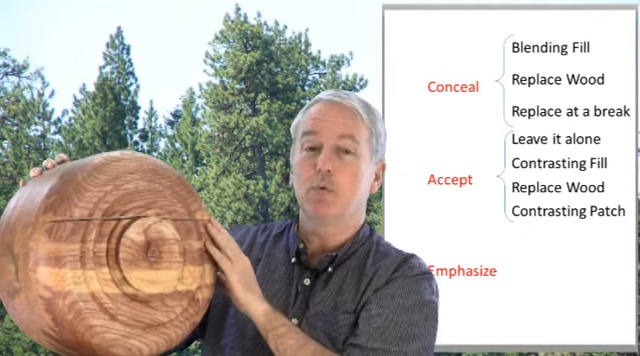 Conceal
Blending Fill
Replace Wood
Replace at a break
Accept
Leave it alone
Contrasting Fill
Replace Wood
Contrasting Patch
Emphasize